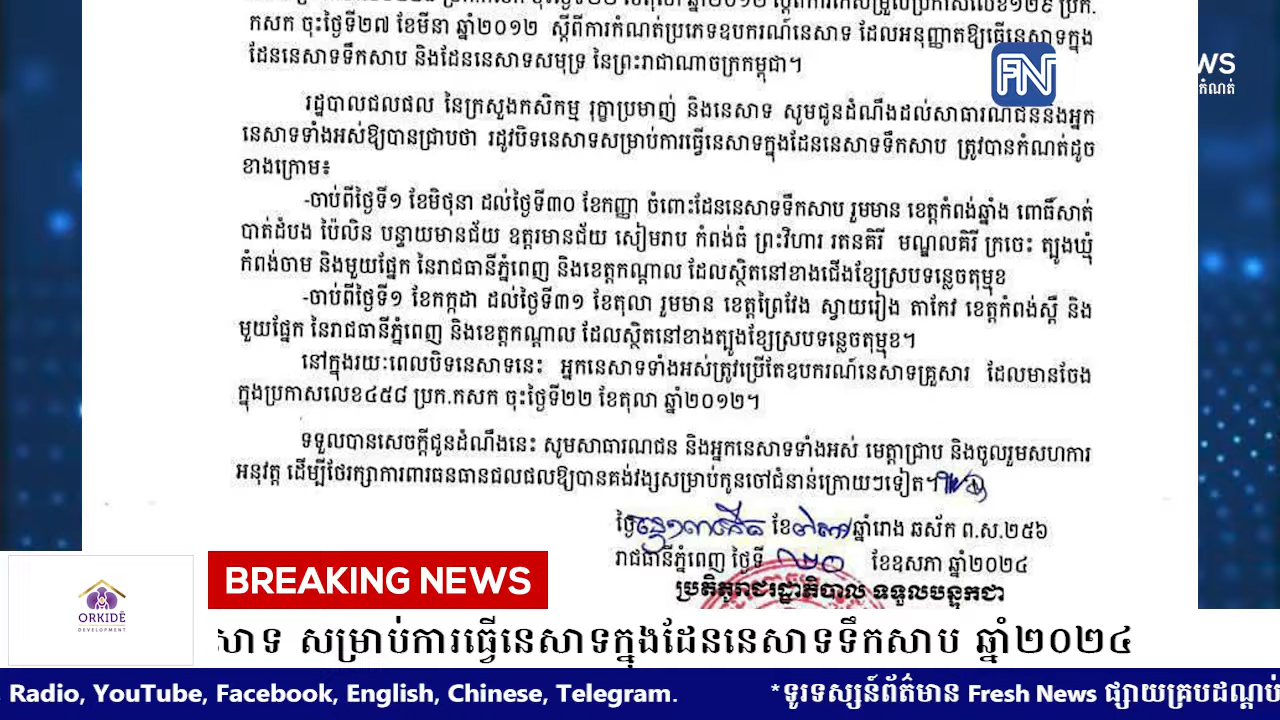 កសក ចុះថ្ងៃទី២៧ ខែមីនា ឆ្នាំ២០១២ ស្តីពីការកំណត់ប្រភេទឧបករណ៍នេសាទ ដែលអនុញ្ញាតឱ្យធ្វើនេសាទក្នុង
ដែននេសាទទឹកសាប និងដែននេសាទសមុទ្រ នៃព្រះរាជាណាចក្រកម្ពុជា។
FN
WS
កំណត់
រដ្ឋបាលជលផល នៃក្រសួងកសិកម្ម រុក្ខាប្រមាញ់ និងនេសាទ សូមជូនដំណឹងដល់សាធារណជននិងអ្នក
នេសាទទាំងអស់ឱ្យបានជ្រាបថា រដូវបិទនេសាទសម្រាប់ការធ្វើនេសាទក្នុងដែននេសាទទឹកសាប ត្រូវបានកំណត់ដូច
ខាងក្រោម៖
-ចាប់ពីថ្ងៃទី១ ខែមិថុនា ដល់ថ្ងៃទី៣០ ខែកញ្ញា ចំពោះដែននេសាទទឹកសាប រួមមាន ខេត្តកំពង់ឆ្នាំង ពោធិ៍សាត់
បាត់ដំបង ប៉ៃលិន បន្ទាយមានជ័យ ឧត្តរមានជ័យ សៀមរាប កំពង់ធំ ព្រះវិហារ រតនគិរី មណ្ឌលគិរី ក្រចេះ ត្បូងឃ្មុំ
កំពង់ចាម និងមួយផ្នែក នៃរាជធានីភ្នំពេញ និងខេត្តកណ្តាល ដែលស្ថិតនៅខាងជើងខ្សែស្របទន្លេចតុម្មុខ
-ចាប់ពីថ្ងៃទី១ ខែកក្កដា ដល់ថ្ងៃទី៣១ ខែតុលា រួមមាន ខេត្តព្រៃវែង ស្វាយរៀង តាកែវ ខេត្តកំពង់ស្ពឺ និង
មួយផ្នែក នៃរាជធានីភ្នំពេញ និងខេត្តកណ្តាល ដែលស្ថិតនៅខាងត្បូងខ្សែស្របទន្លេចតុម្មុខ។
នៅក្នុងរយៈពេលបិទនេសាទនេះ អ្នកនេសាទទាំងអស់ត្រូវប្រើតែឧបករណ៍នេសាទគ្រួសារ ដែលមានចែង
ក្នុងប្រកាសលេខ៤៥៨ ប្រក.កសក ចុះថ្ងៃទី២២ ខែតុលា ឆ្នាំ២០១២។
ទទួលបានសេចក្តីជូនដំណឹងនេះ សូមសាធារណជន និងអ្នកនេសាទទាំងអស់ មេត្តាជ្រាប និងចូលរួមសហការ
អនុវត្ត ដើម្បីថែរក្សាការពារធនធានជលផលឱ្យបានគង់វង្សសម្រាប់កូនចៅជំនាន់ក្រោយៗទៀត។
ថ្ងៃ ខែ ឆ្នាំរោង ឆស័ក ព.ស.២៥៦
រាជធានីភ្នំពេញ ថ្ងៃទី ២០ ខែឧសភា ឆ្នាំ២០២៤
ប្រតិភូរាជរដ្ឋាភិបាល ទទួលបន្ទុកជា
BREAKING NEWS
ORKIDĒ
DEVELOPMENT
សាទ សម្រាប់ការធ្វើនេសាទក្នុងដែននេសាទទឹកសាប ឆ្នាំ២០២៤
Radio, YouTube, Facebook, English, Chinese, Telegram. *ទូរទស្សន៍ព័ត៌មាន Fresh News ផ្សាយគ្របដណ្តប់